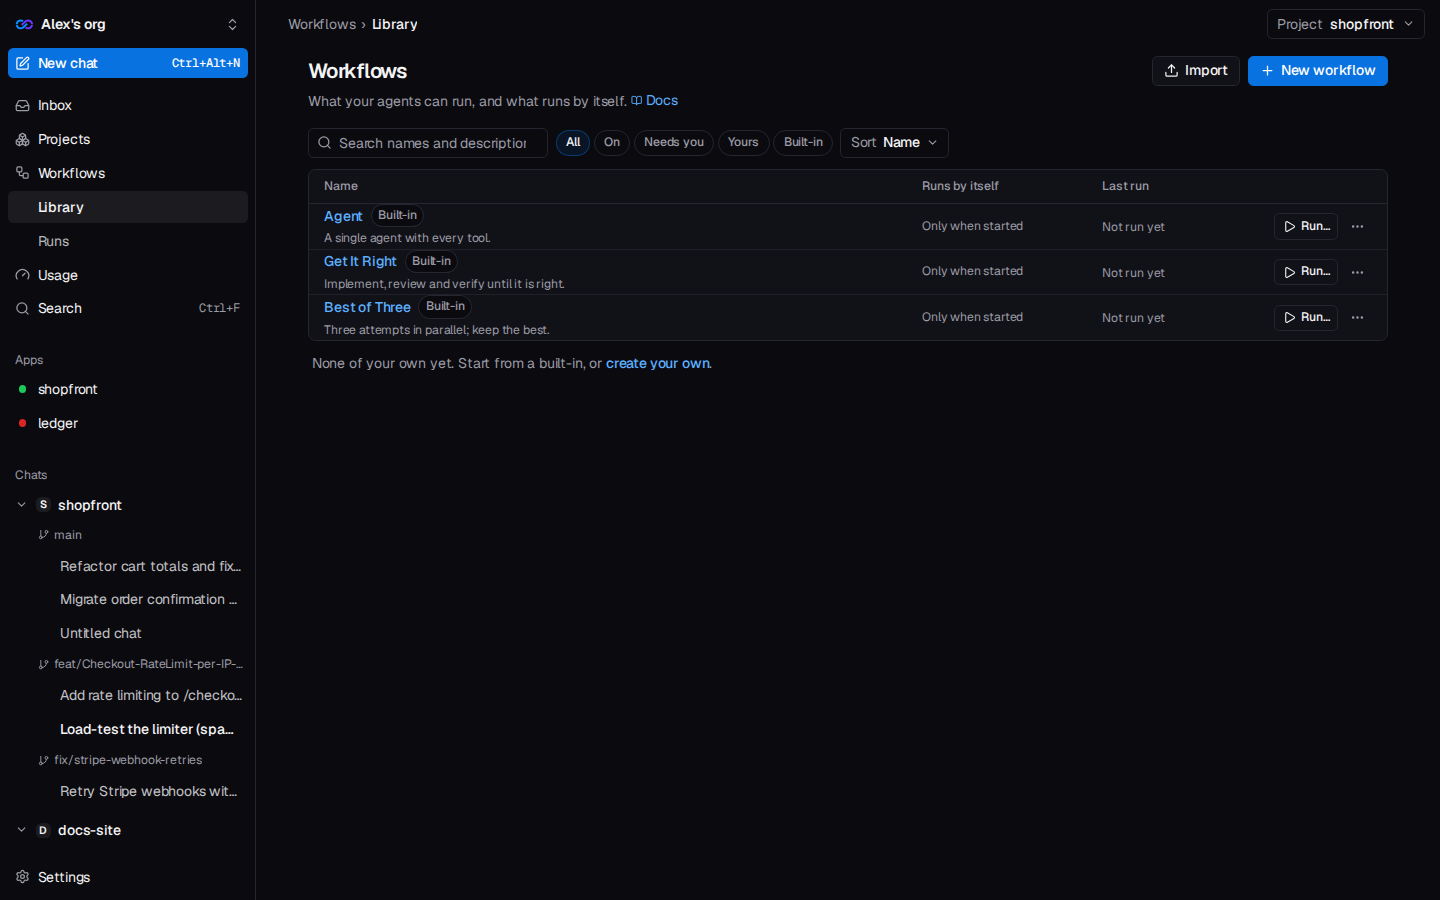 Alex's org
New chat Ctrl+Alt+N
Inbox
Projects
Workflows
Library
Runs
Usage
Search Ctrl+F
Apps
shopfront
ledger
Chats
S shopfront
main
Refactor cart totals and fix...
Migrate order confirmation ...
Untitled chat
feat/Checkout-RateLimit-per-IP-...
Add rate limiting to /checko...
Load-test the limiter (spa...
fix/stripe-webhook-retries
Retry Stripe webhooks wit...
D docs-site
Settings
Workflows › Library
Project shopfront
Workflows
Import
New workflow
What your agents can run, and what runs by itself. Docs
Search names and description
All On Needs you Yours Built-in Sort Name
Name Runs by itself Last run
Agent Built-in
A single agent with every tool.
Only when started Not run yet Run...
Get It Right Built-in
Implement, review and verify until it is right.
Only when started Not run yet Run...
Best of Three Built-in
Three attempts in parallel; keep the best.
Only when started Not run yet Run...
None of your own yet. Start from a built-in, or create your own.